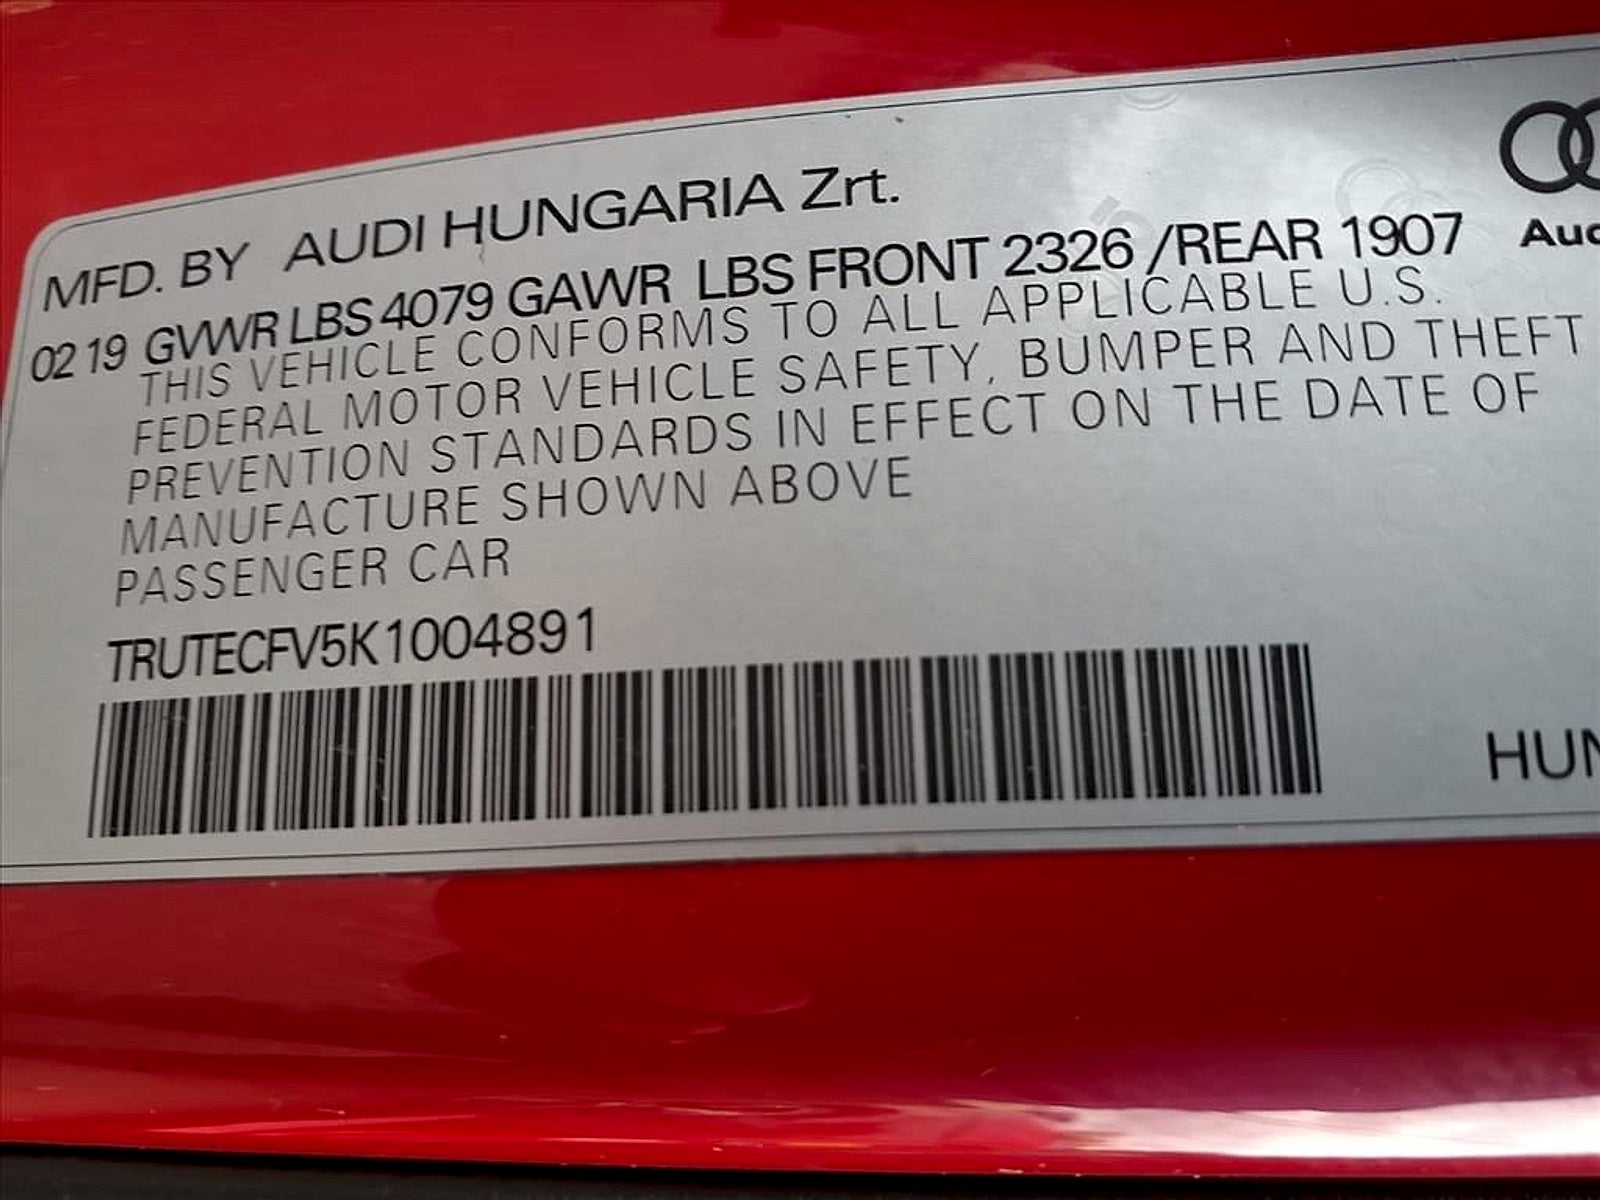 MFD. BY AUDI HUNGARIA Zrt.
02 19 GVWR LBS 4079 GAWR LBS FRONT 2326 /REAR 1907
THIS VEHICLE CONFORMS TO ALL APPLICABLE U.S.
FEDERAL MOTOR VEHICLE SAFETY, BUMPER AND THEFT
PREVENTION STANDARDS IN EFFECT ON THE DATE OF
MANUFACTURE SHOWN ABOVE
PASSENGER CAR
TRUTECFV5K1004891
Aud
HUN